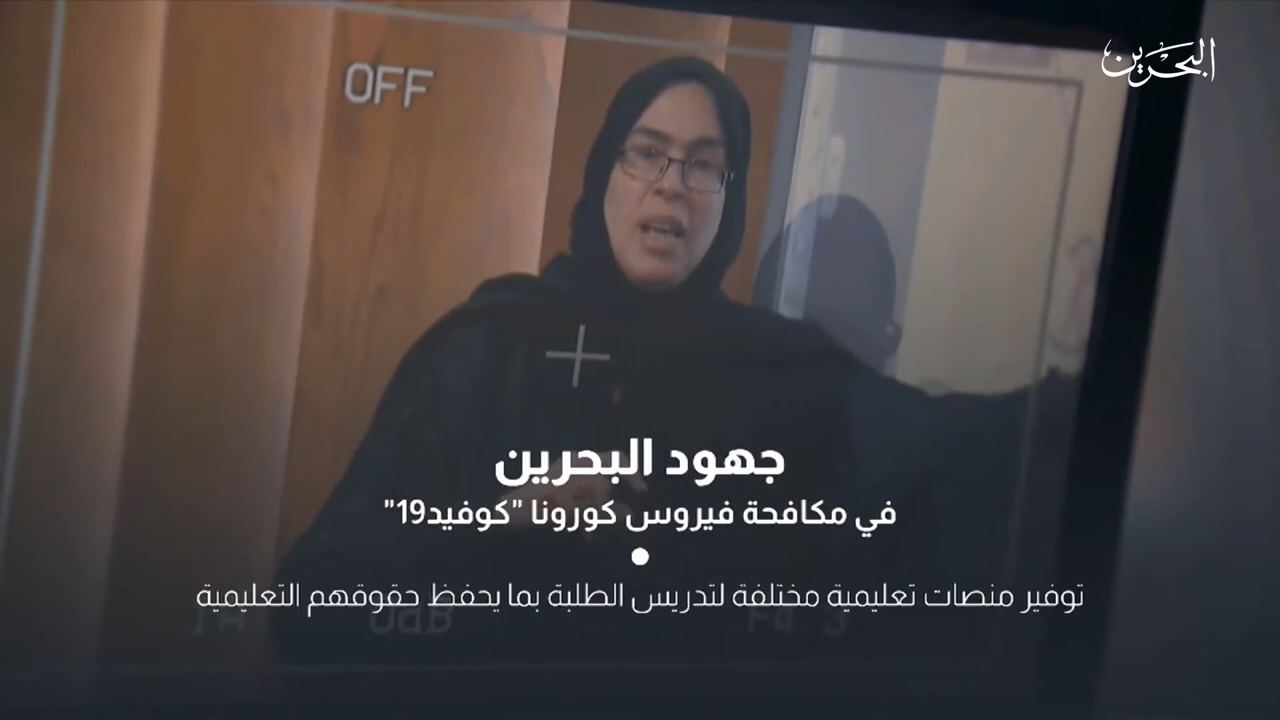 البحرين
OFF
جهود البحرين
في مكافحة فيروس كورونا "كوفيد19"
توفير منصات تعليمية مختلفة لتدريس الطلبة بما يحفظ حقوقهم التعليمية
0dB